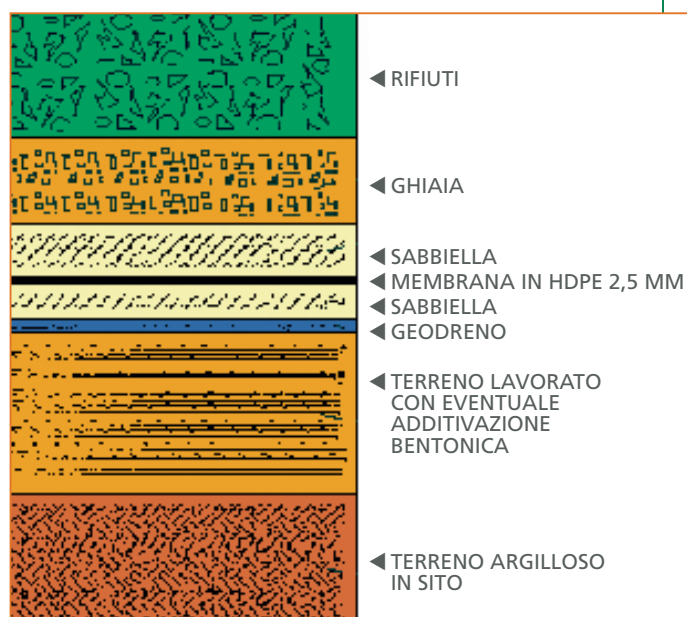 RIFIUTI
GHIAIA
SABBIELLA
MEMBRANA IN HDPE 2,5 MM
SABBIELLA
GEODRENO
TERRENO LAVORATO
CON EVENTUALE
ADDITIVAZIONE
BENTONICA
TERRENO ARGILLOSO
IN SITO